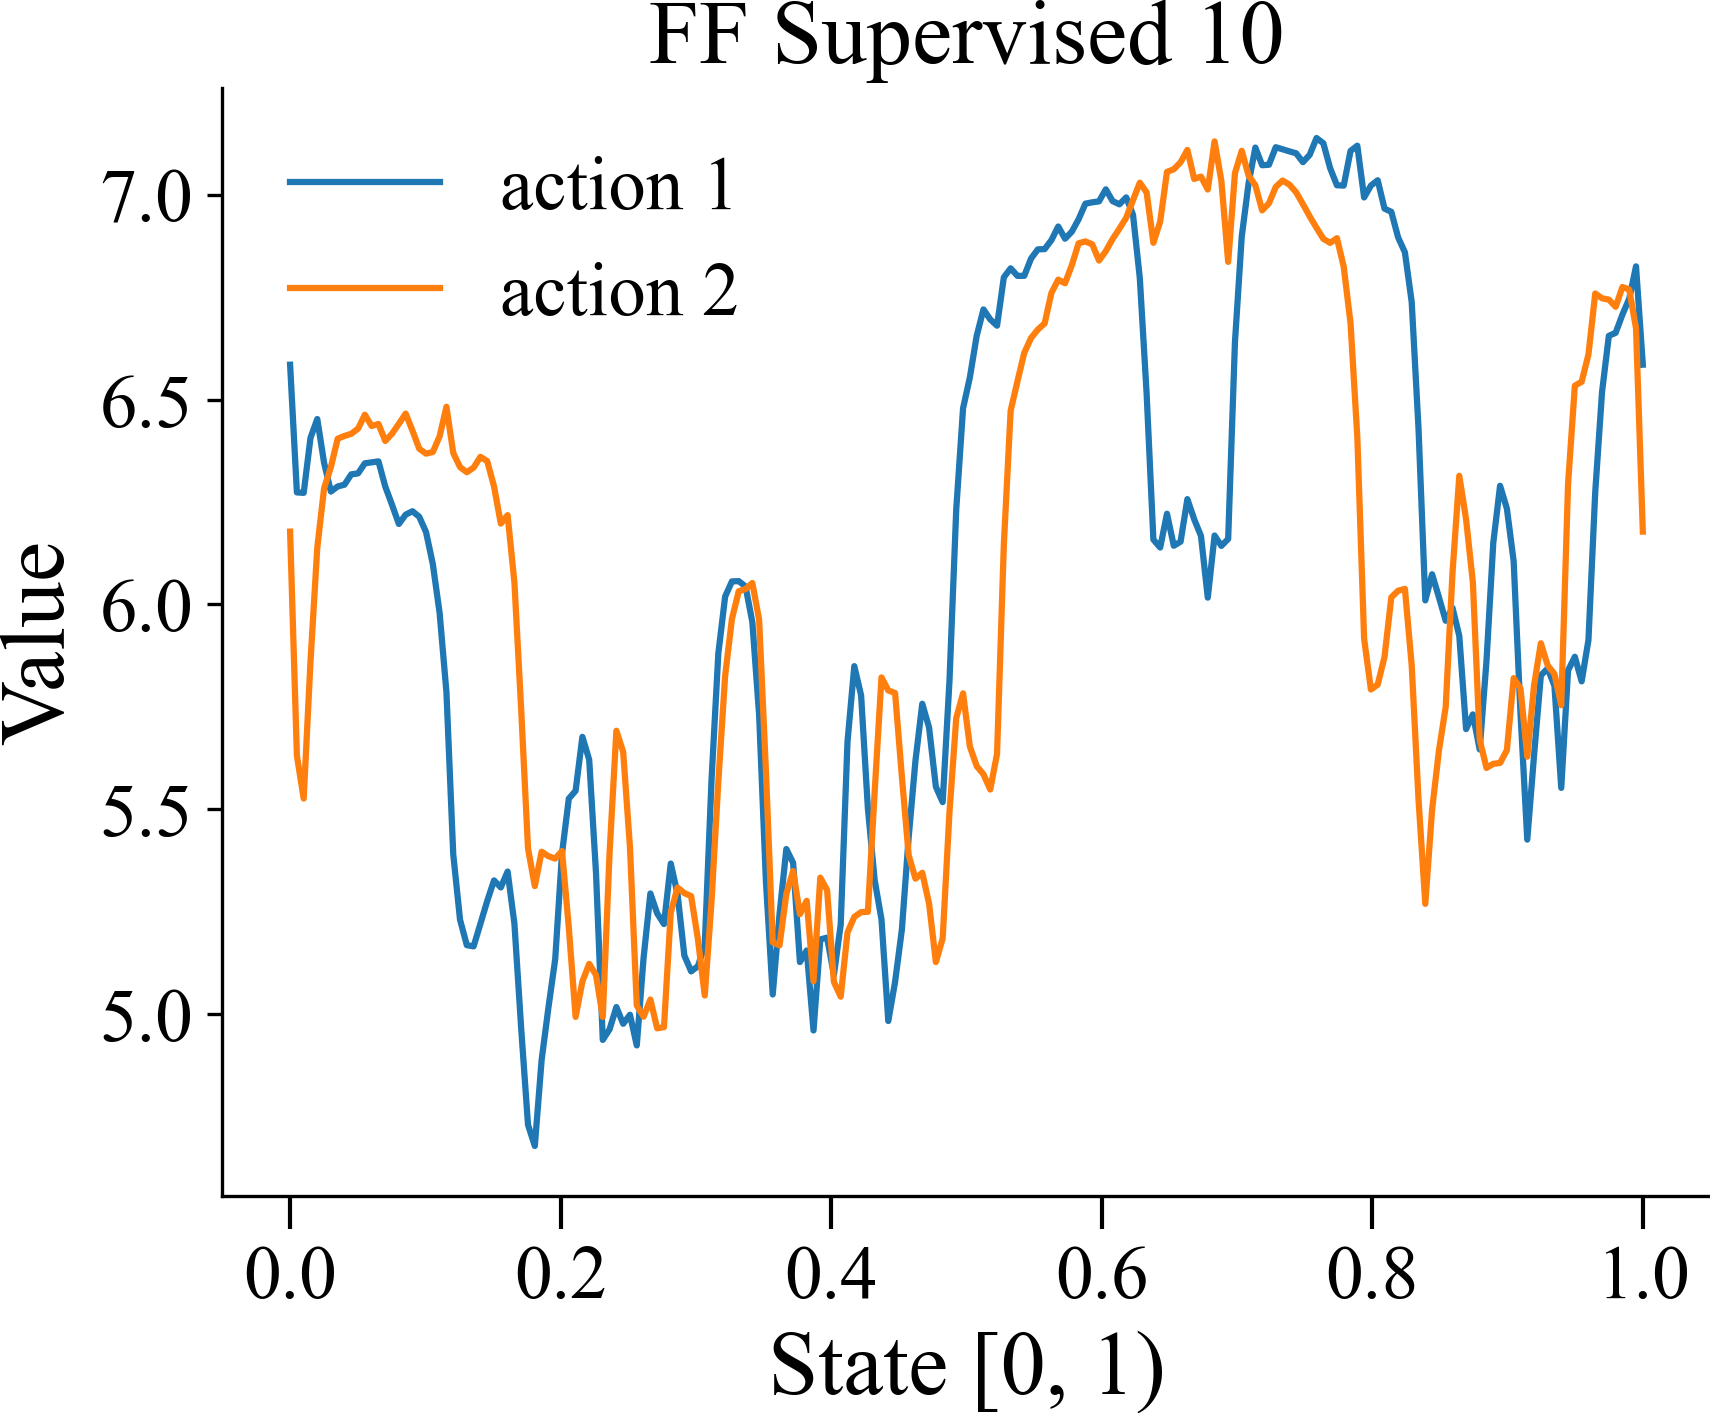 FF Supervised 10
action 1
action 2
Value
7.0
6.5
6.0
5.5
5.0
0.0 0.2 0.4 0.6 0.8 1.0
State [0, 1)